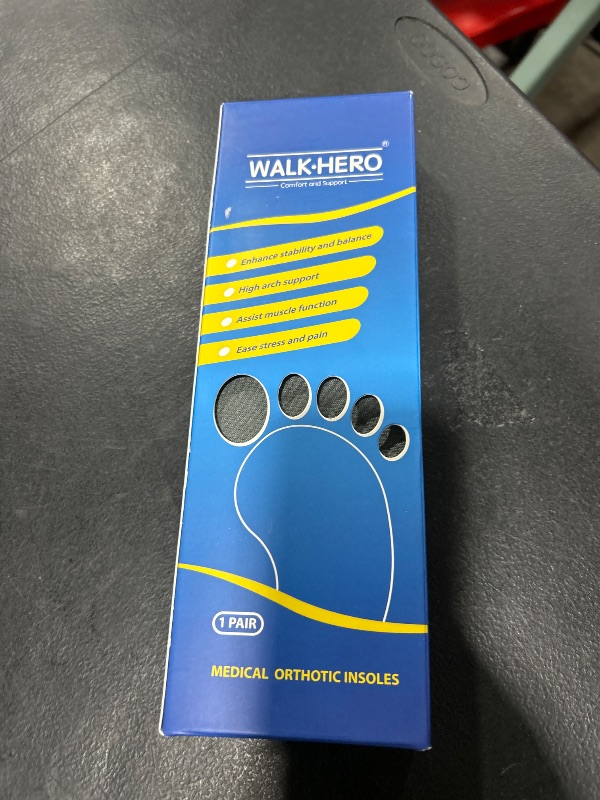 WALK·HERO®
Comfort and Support
Enhance stability and balance
High arch support
Assist muscle function
Ease stress and pain
1 PAIR
MEDICAL ORTHOTIC INSOLES
COSCO